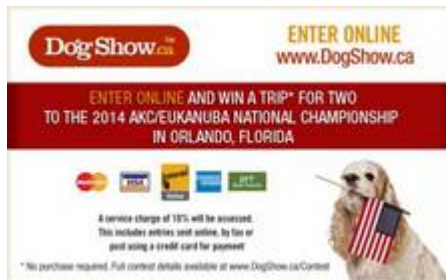 DogShow.ca
ENTER ONLINE
www.DogShow.ca
ENTER ONLINE AND WIN A TRIP* FOR TWO
TO THE 2014 AKC/EUKANUBA NATIONAL CHAMPIONSHIP
IN ORLANDO, FLORIDA
VISA
A service charge of 10% will be assessed.
This includes entries sent online, by fax or
post using a credit card for payment
* No purchase required. Full contest details available at www.DogShow.ca/Contest